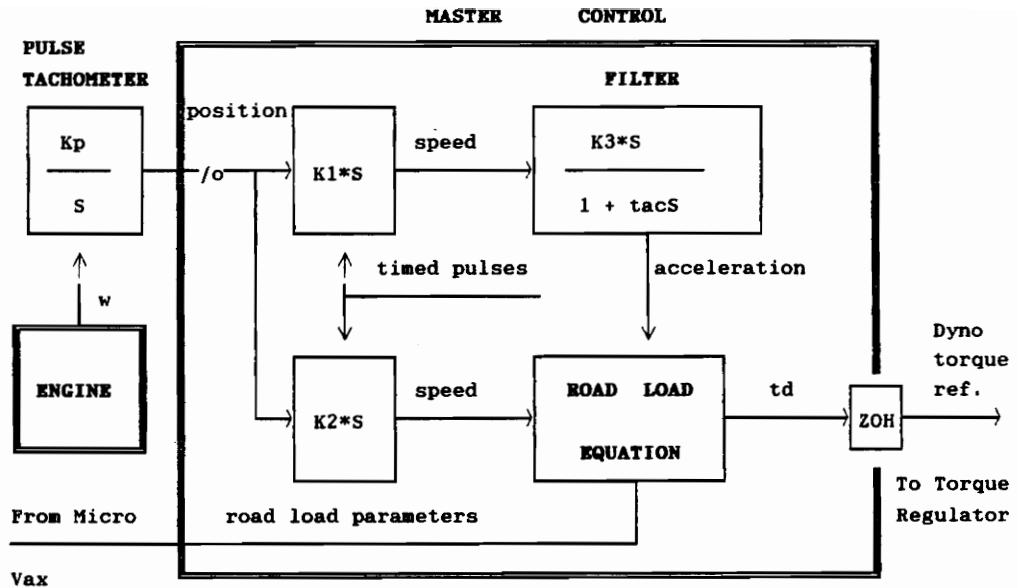 MASTER CONTROL
PULSE
TACHOMETER
FILTER
position
Kp
S
/o
K1*S
speed
K3*S
1 + tacS
timed pulses
acceleration
w
ENGINE
K2*S
speed
ROAD LOAD
EQUATION
td
ZOH
Dyno
torque
ref.
To Torque
Regulator
From Micro
road load parameters
Vax